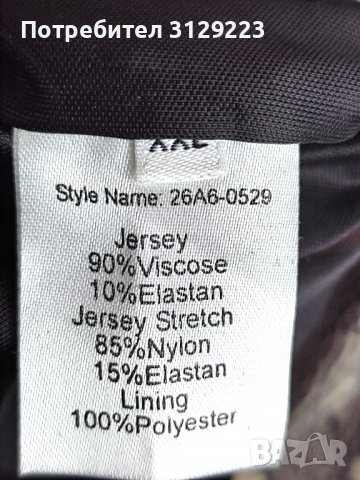 Потребител 3129223
XXL
Style Name: 26A6-0529
Jersey
90%Viscose
10%Elastan
Jersey Stretch
85%Nylon
15%Elastan
Lining
100%Polyester
BAZAR